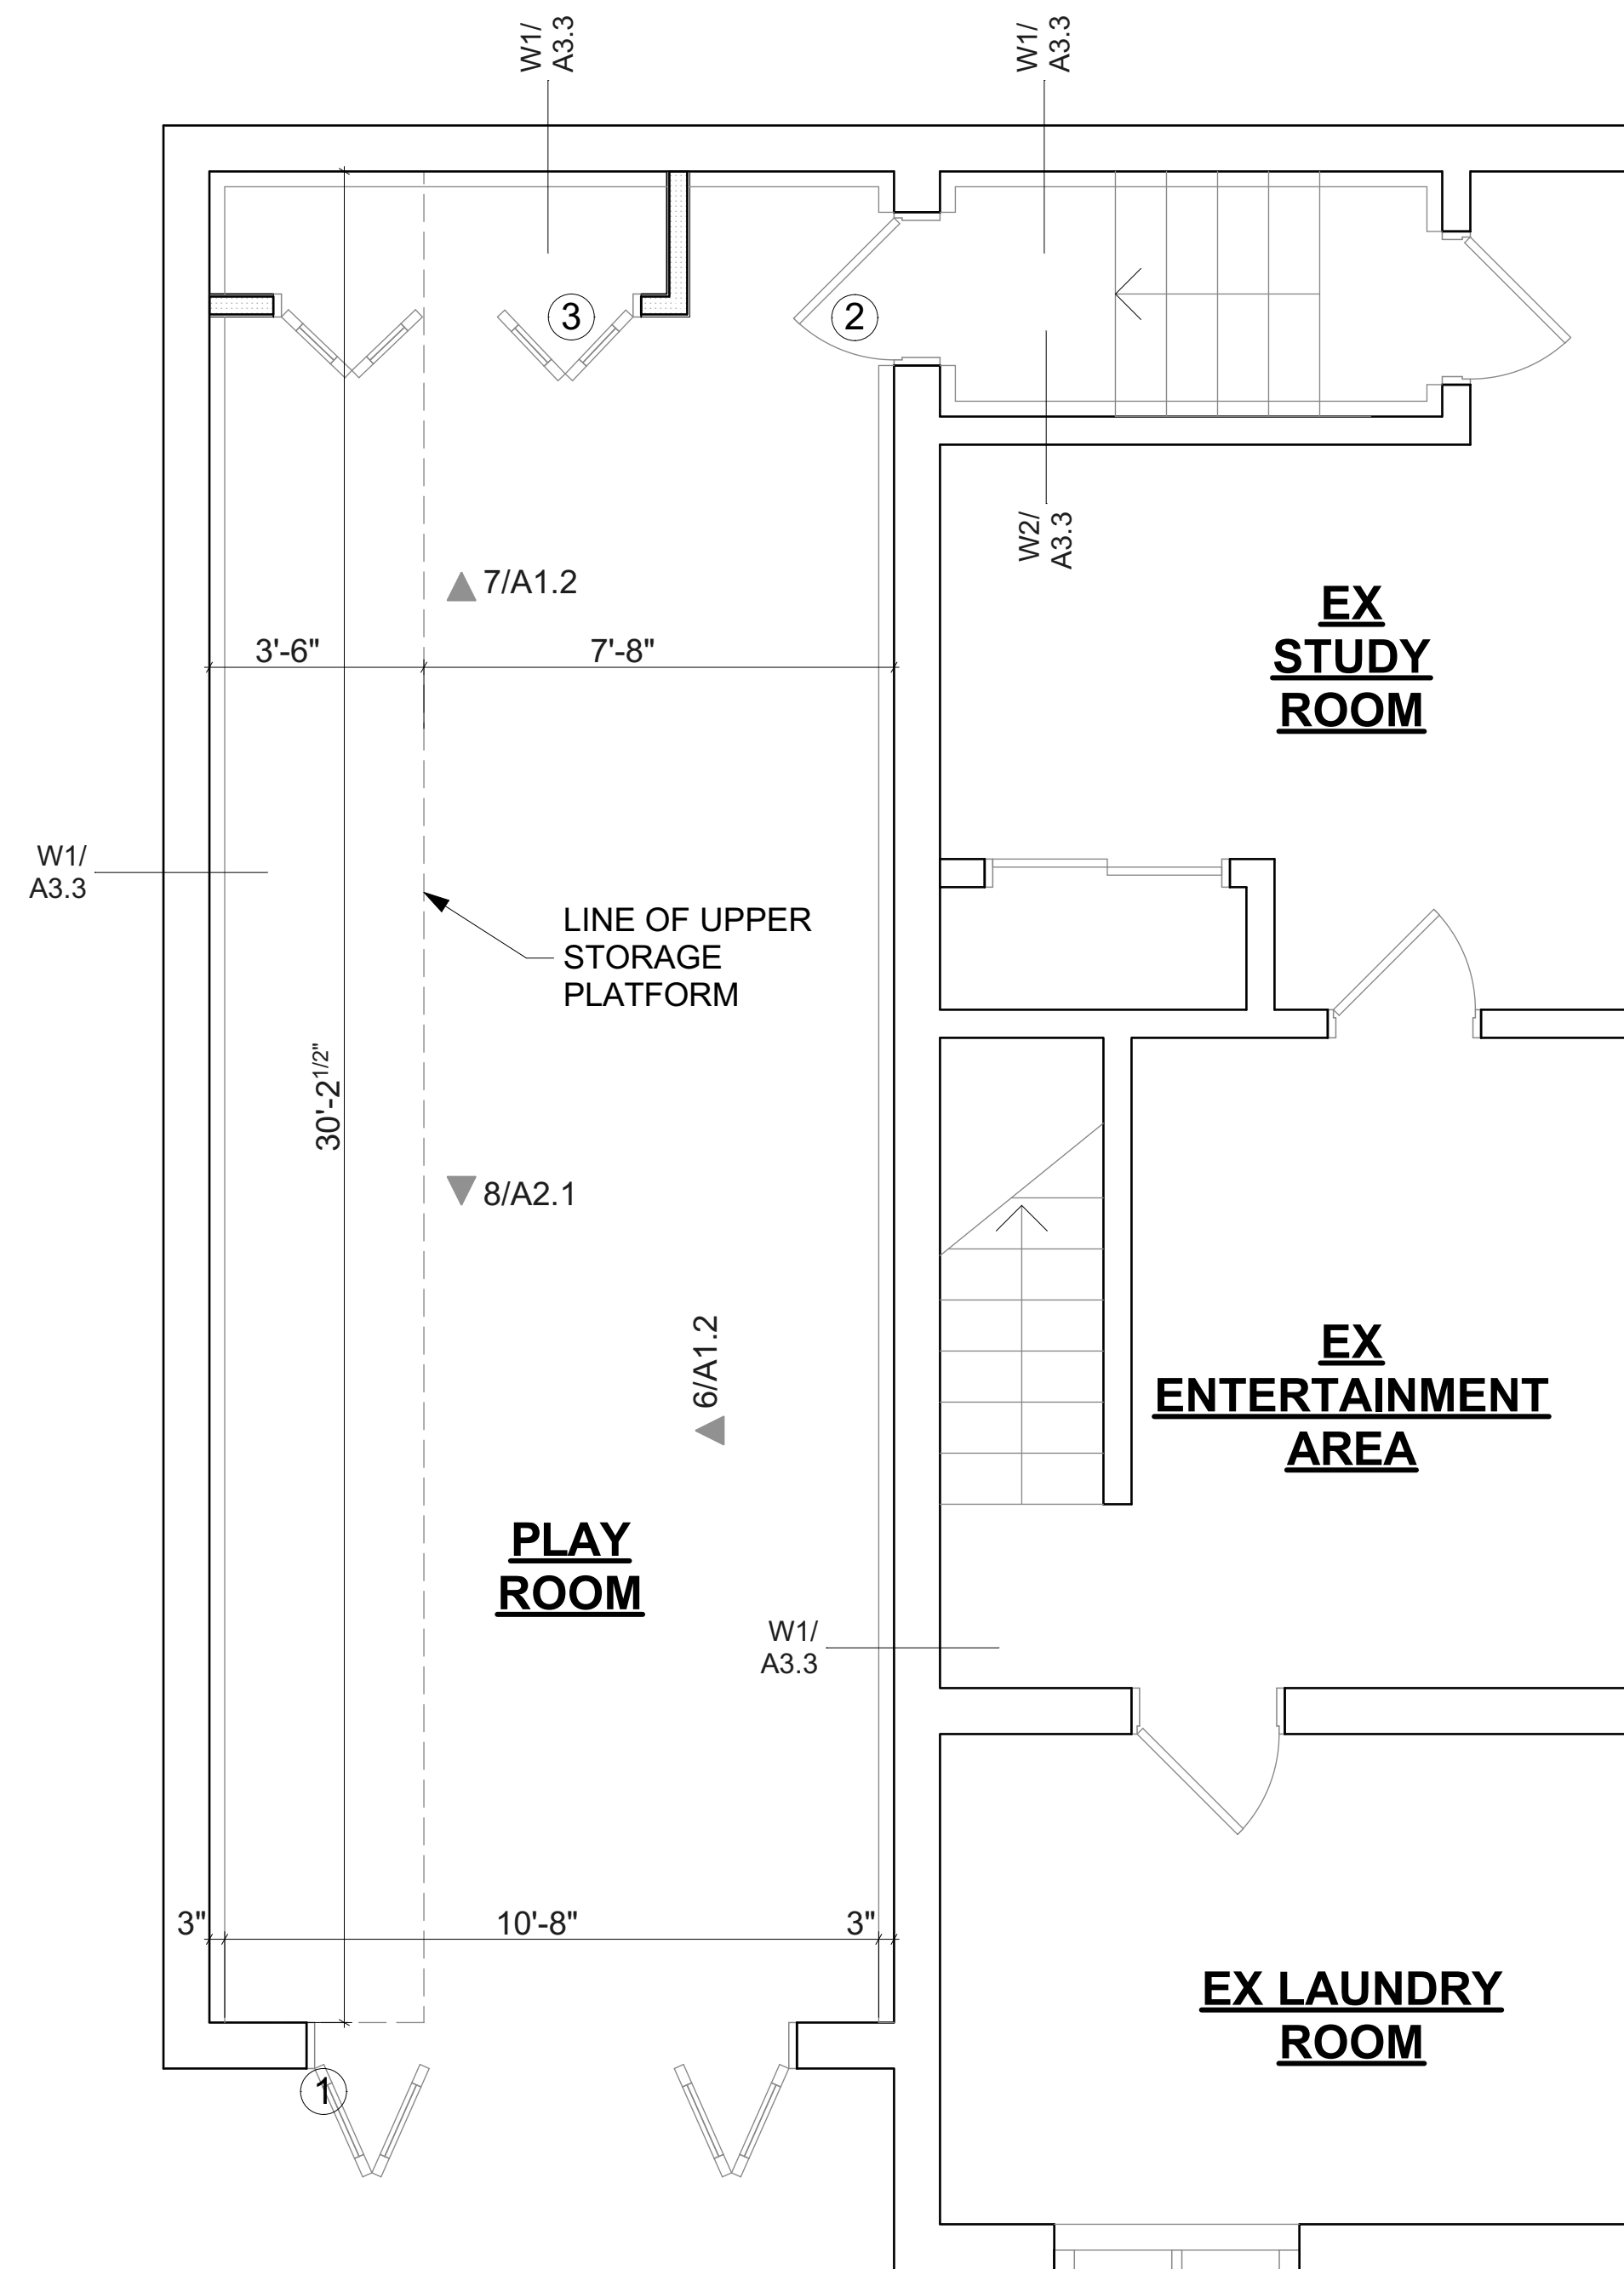 W1/
A3.3
W1/
A3.3
3
2
W2/
A3.3
7/A1.2
EX
STUDY
ROOM
3'-6"
7'-8"
W1/
A3.3
LINE OF UPPER
STORAGE
PLATFORM
30'-2 1/2"
8/A2.1
6/A1.2
EX
ENTERTAINMENT
AREA
PLAY
ROOM
W1/
A3.3
3"
10'-8"
3"
EX LAUNDRY
ROOM
1